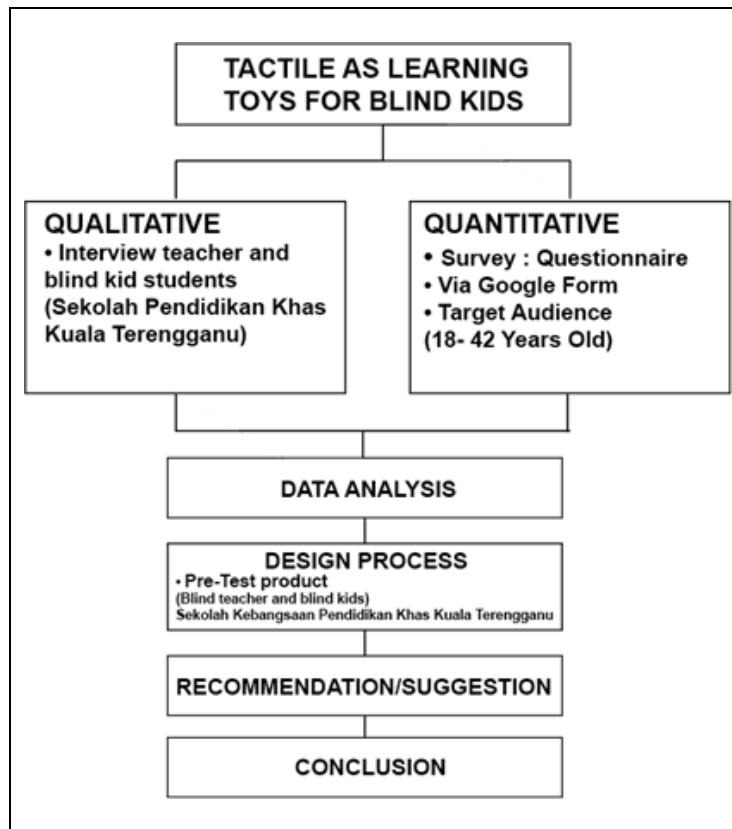 TACTILE AS LEARNING
TOYS FOR BLIND KIDS
QUALITATIVE
• Interview teacher and
blind kid students
(Sekolah Pendidikan Khas
Kuala Terengganu)
QUANTITATIVE
• Survey : Questionnaire
• Via Google Form
• Target Audience
(18- 42 Years Old)
DATA ANALYSIS
DESIGN PROCESS
• Pre-Test product
(Blind teacher and blind kids)
Sekolah Kebangsaan Pendidikan Khas Kuala Terengganu
RECOMMENDATION/SUGGESTION
CONCLUSION